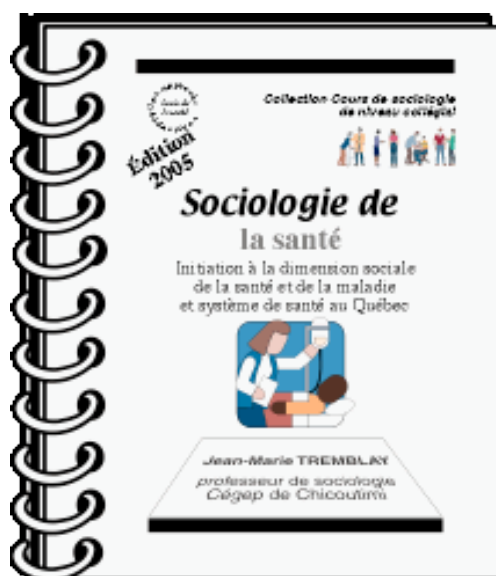 Collection Cours de sociologie
de niveau collégial
Édition
2005
Sociologie de
la santé
Initiation à la dimension sociale
de la santé et de la maladie
et système de santé au Québec
Jean-Marie TREMBLAY
professeur de sociologie
Cégep de Chicoutimi